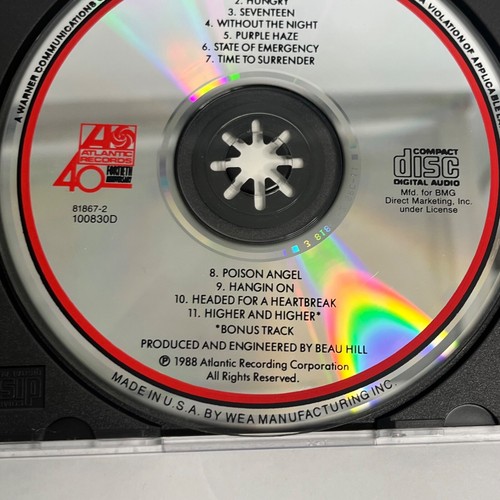 2. HUNGRY
3. SEVENTEEN
4. WITHOUT THE NIGHT
5. PURPLE HAZE
6. STATE OF EMERGENCY
7. TIME TO SURRENDER
A WARNER COMMUNICATIONS
VIOLATION OF APPLICABLE
ATLANTIC
RECORDS
40
FORTIETH
ANNIVERSARY
81867-2
100830D
COMPACT
disc
DIGITAL AUDIO
Mfd. for BMG
Direct Marketing, Inc.
under License
8. POISON ANGEL
9. HANGIN ON
10. HEADED FOR A HEARTBREAK
11. HIGHER AND HIGHER*
*BONUS TRACK
PRODUCED AND ENGINEERED BY BEAU HILL
℗ 1988 Atlantic Recording Corporation
All Rights Reserved.
MADE IN U.S.A. BY WEA MANUFACTURING INC.